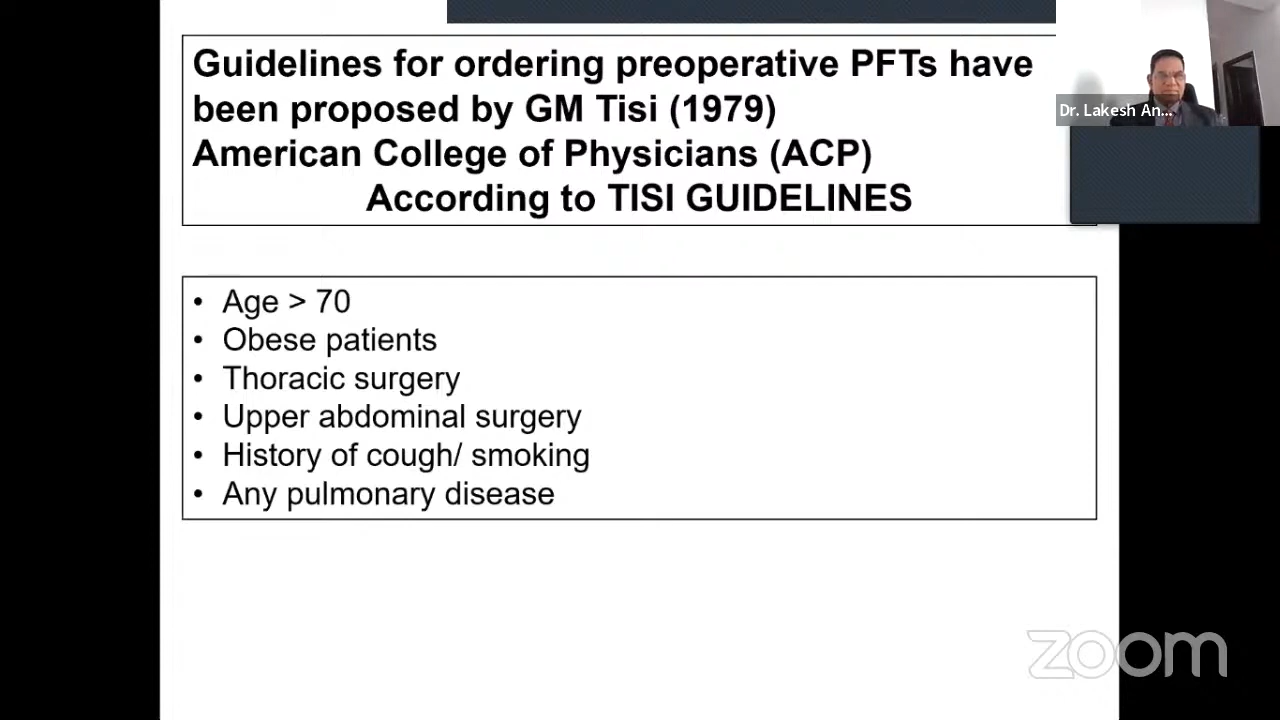 Guidelines for ordering preoperative PFTs have
been proposed by GM Tisi (1979)
American College of Physicians (ACP)
According to TISI GUIDELINES
• Age > 70
• Obese patients
• Thoracic surgery
• Upper abdominal surgery
• History of cough/ smoking
• Any pulmonary disease
Dr. Lakesh An...
zoom